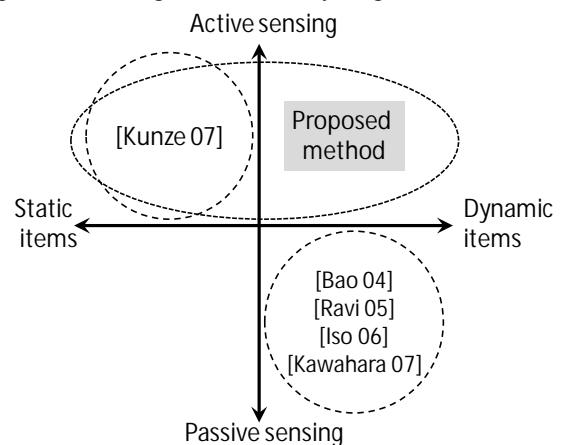 Active sensing
[Kunze 07]
Proposed
method
Static
items
Dynamic
items
[Bao 04]
[Ravi 05]
[Iso 06]
[Kawahara 07]
Passive sensing